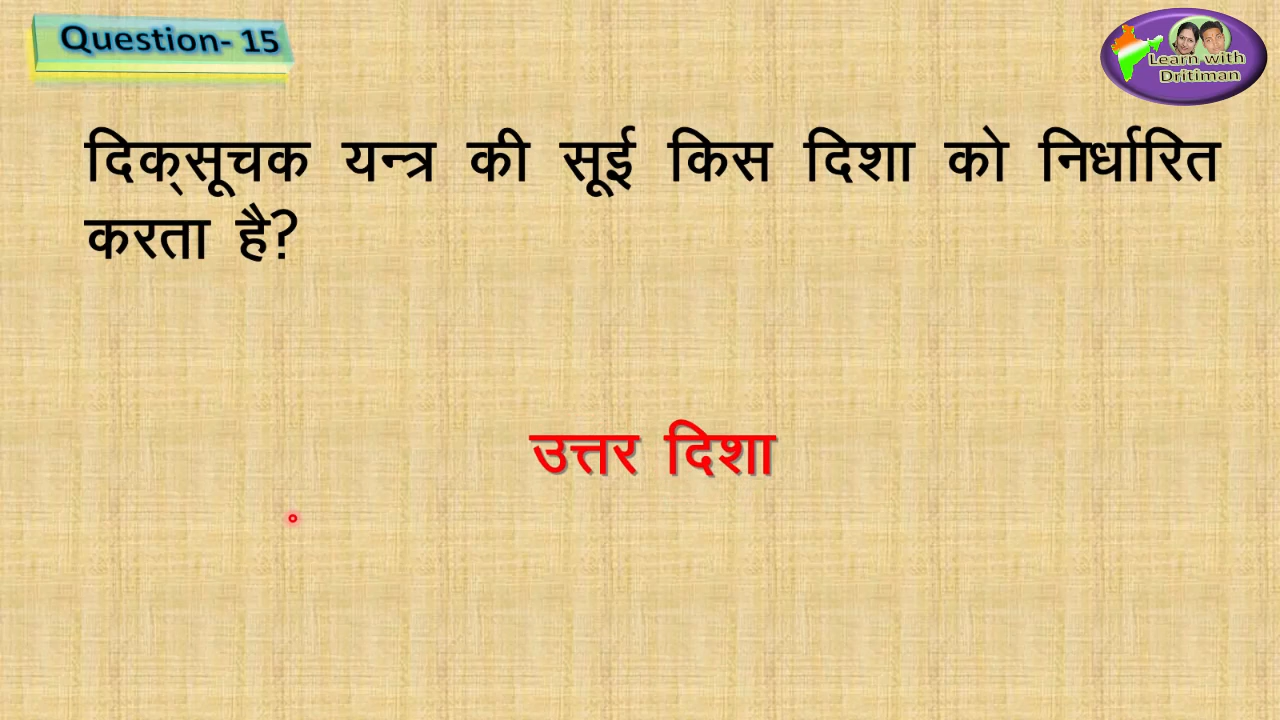 Question- 15
Learn with
Dritiman
दिक्सूचक यन्त्र की सूई किस दिशा को निर्धारित
करता है?
उत्तर दिशा